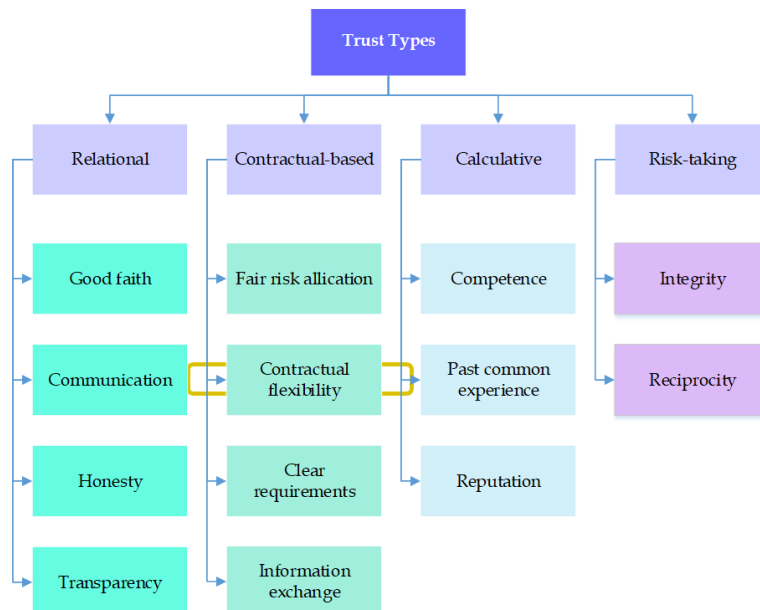 Trust Types
Relational
Contractual-based
Calculative
Risk-taking
Good faith
Fair risk allication
Competence
Integrity
Communication
Contractual
flexibility
Past common
experience
Reciprocity
Honesty
Clear
requirements
Reputation
Transparency
Information
exchange